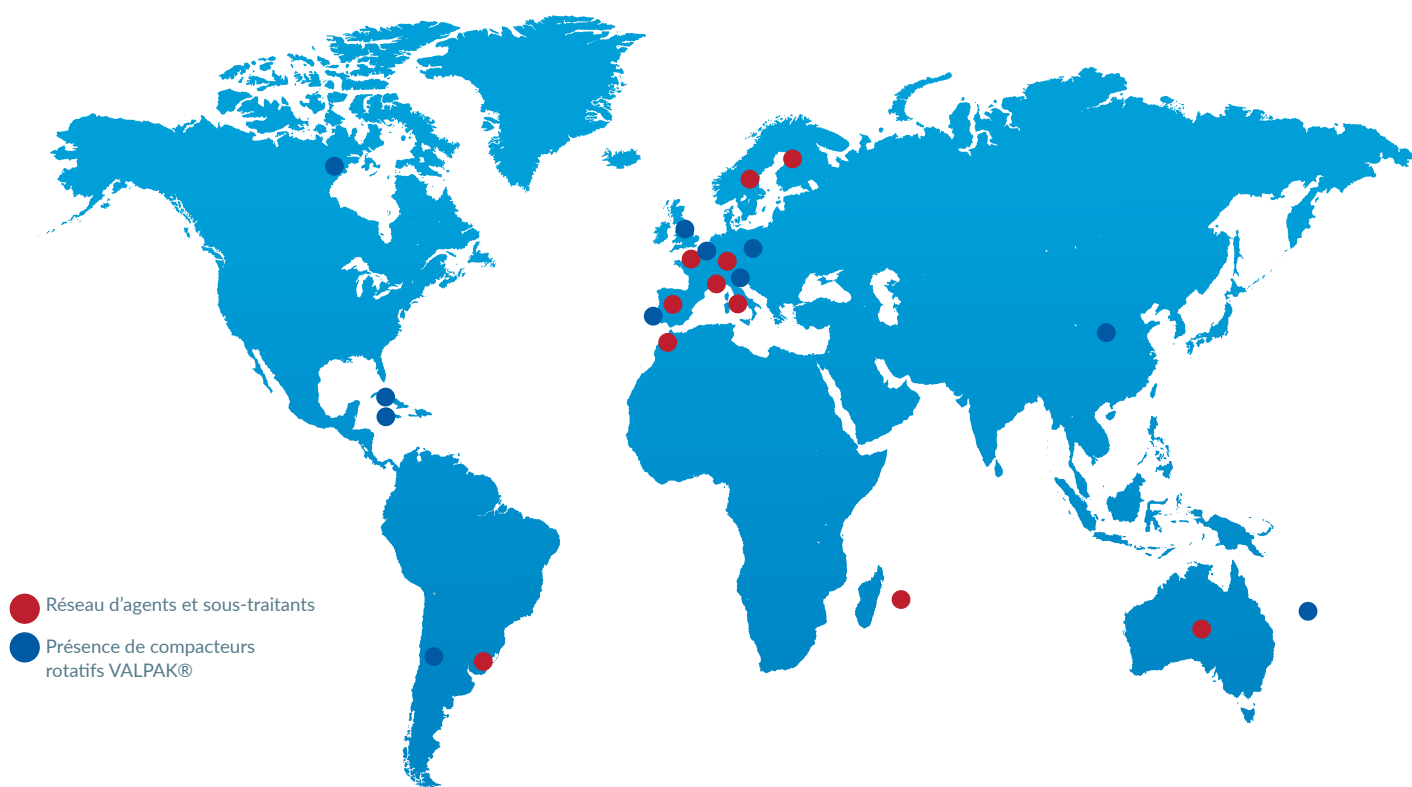 Réseau d’agents et sous-traitants
Présence de compacteurs
rotatifs VALPAK®